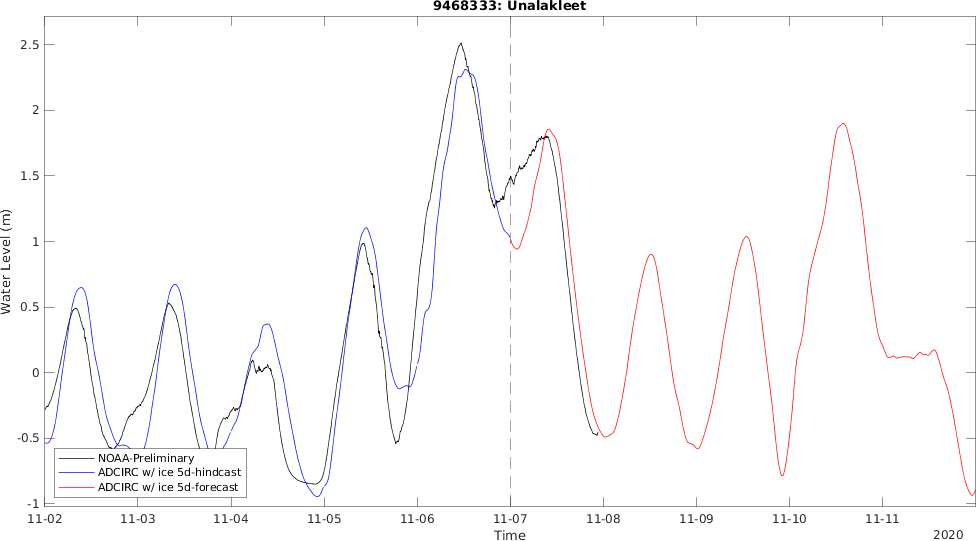 9468333: Unalakleet
2.5
2
1.5
1
0.5
0
-0.5
-1
Water Level (m)
NOAA-Preliminary
ADCIRC w/ ice 5d-hindcast
ADCIRC w/ ice 5d-forecast
11-02 11-03 11-04 11-05 11-06 11-07 11-08 11-09 11-10 11-11
Time
2020